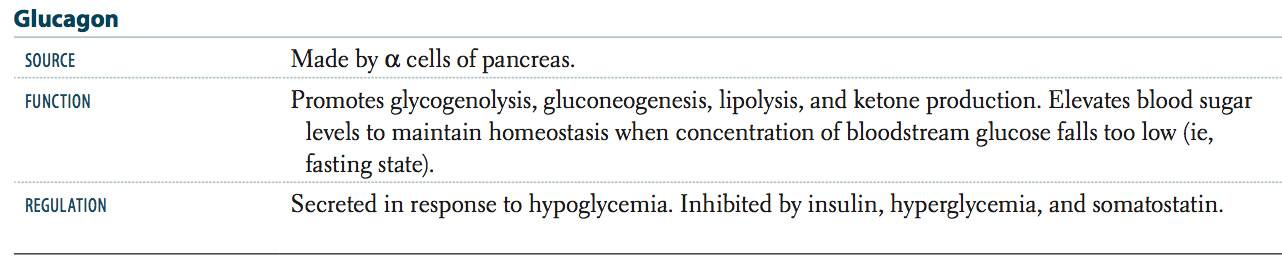 Glucagon
SOURCE Made by α cells of pancreas.
FUNCTION Promotes glycogenolysis, gluconeogenesis, lipolysis, and ketone production. Elevates blood sugar
levels to maintain homeostasis when concentration of bloodstream glucose falls too low (ie,
fasting state).
REGULATION Secreted in response to hypoglycemia. Inhibited by insulin, hyperglycemia, and somatostatin.